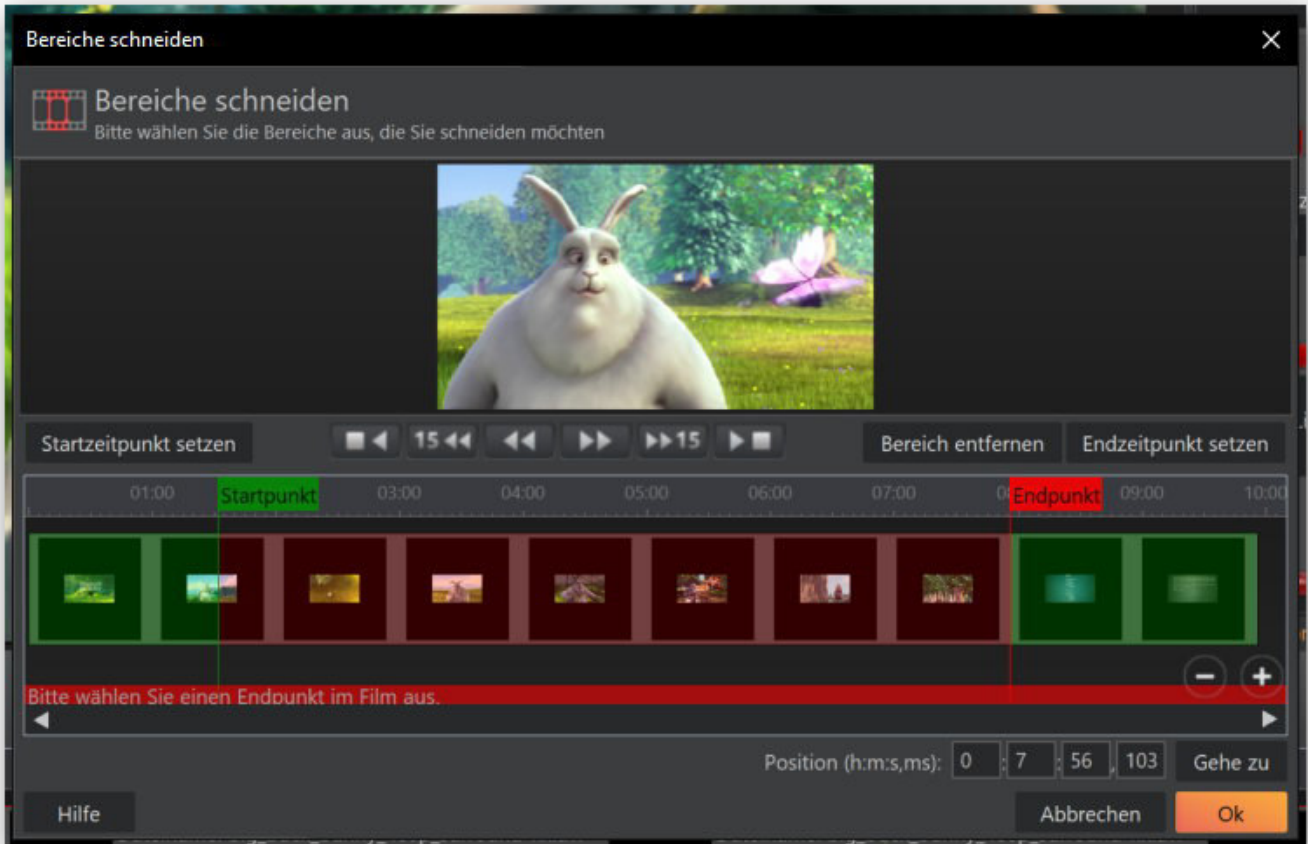 Bereiche schneiden
Bereiche schneiden
Bitte wählen Sie die Bereiche aus, die Sie schneiden möchten
Startzeitpunkt setzen 15 15 Bereich entfernen Endzeitpunkt setzen
01:00 Startpunkt 03:00 04:00 05:00 06:00 07:00 Endpunkt 09:00 10:00
Bitte wählen Sie einen Endpunkt im Film aus.
Position (h:m:s,ms): 0 : 7 : 56 , 103 Gehe zu
Hilfe Abbrechen Ok